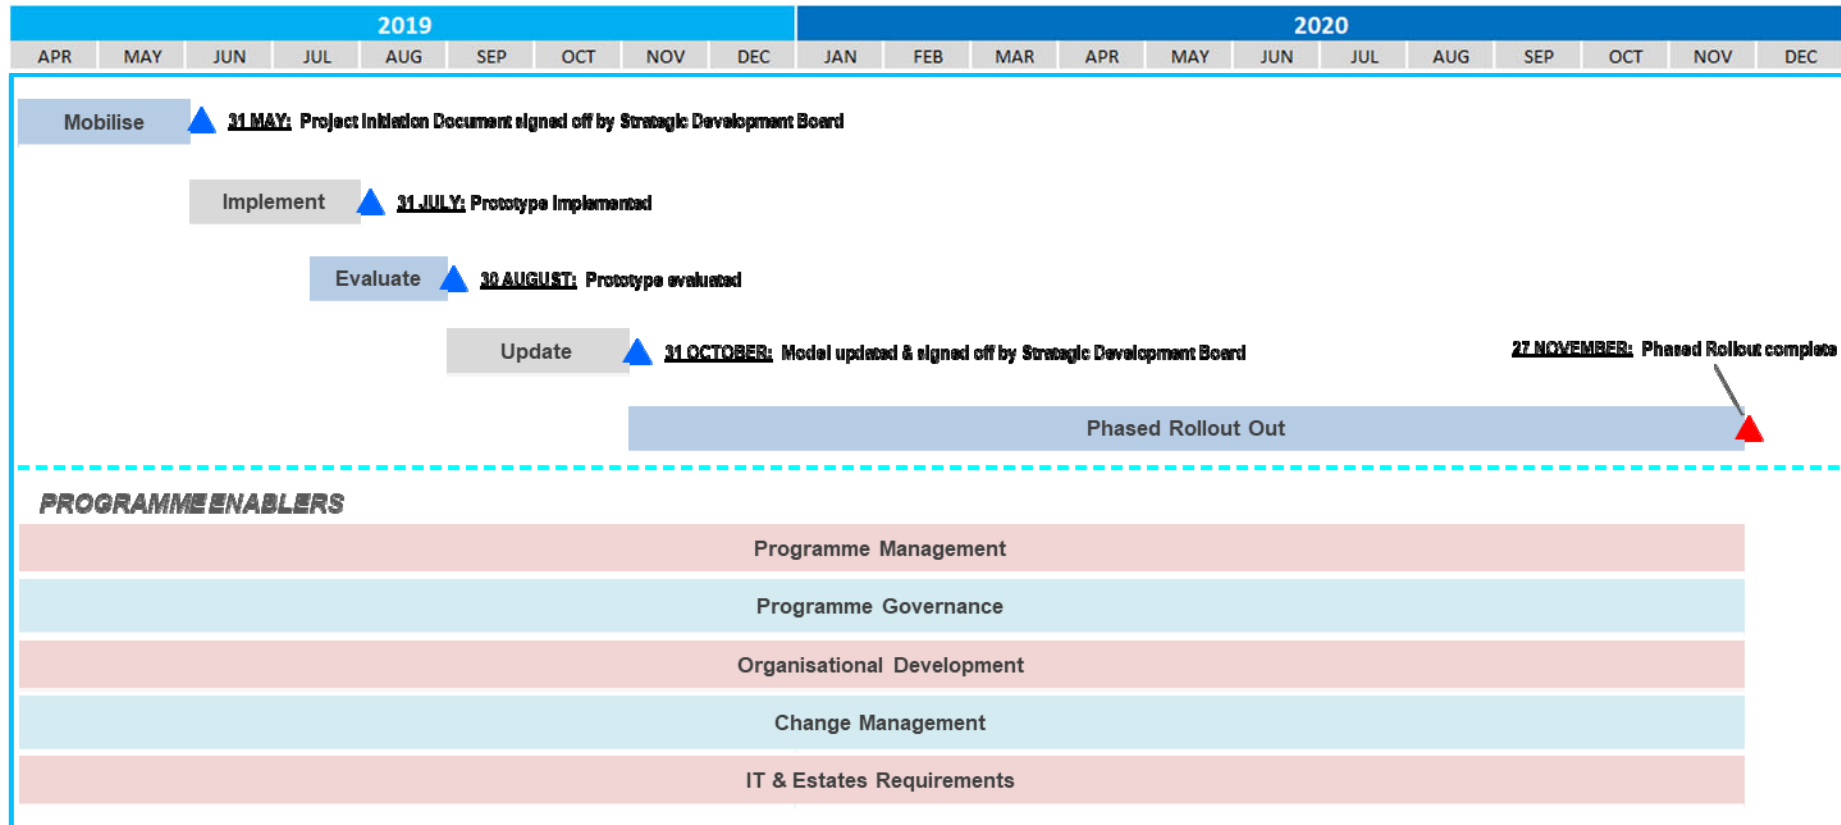 2019 2020
APR MAY JUN JUL AUG SEP OCT NOV DEC JAN FEB MAR APR MAY JUN JUL AUG SEP OCT NOV DEC
Mobilise 31 MAY: Project Initiation Document signed off by Strategic Development Board
Implement 31 JULY: Prototype Implemented
Evaluate 30 AUGUST: Prototype evaluated
Update 31 OCTOBER: Model updated & signed off by Strategic Development Board 27 NOVEMBER: Phased Rollout complete
Phased Rollout Out
PROGRAMME ENABLERS
Programme Management
Programme Governance
Organisational Development
Change Management
IT & Estates Requirements